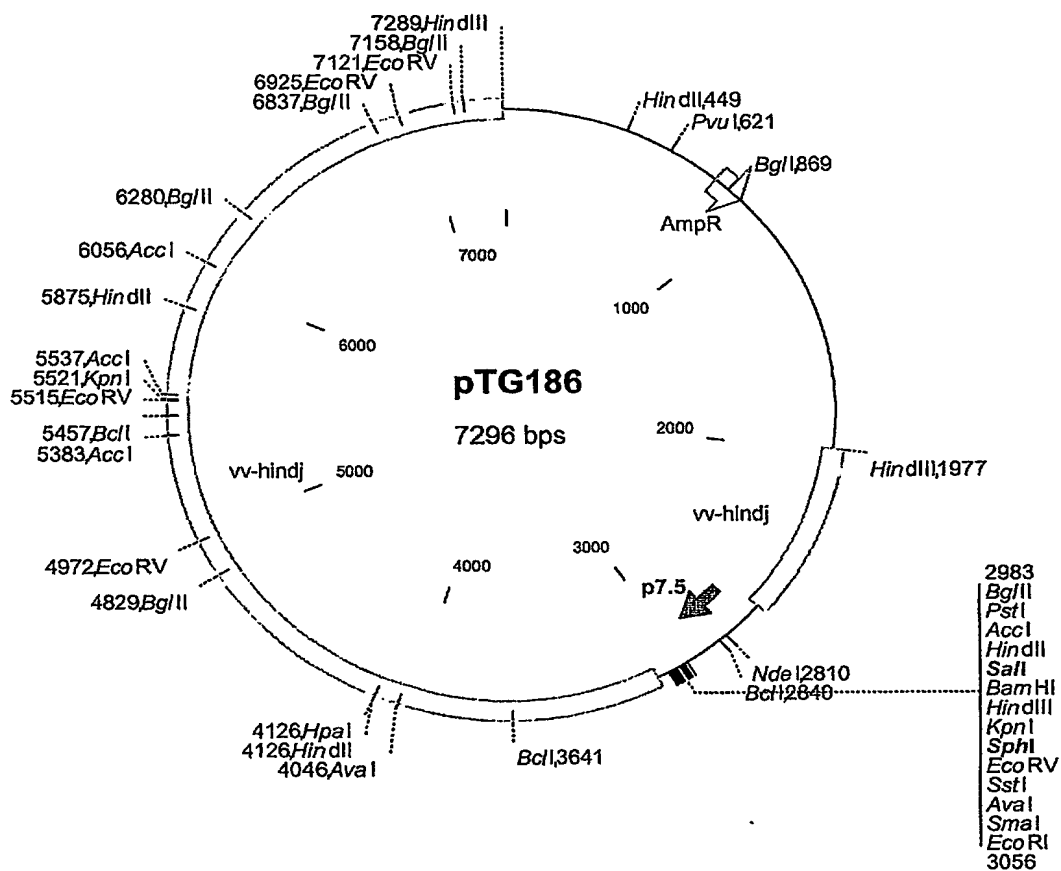 7289,HindIII
7158,BglII
7121,EcoRV
6925,EcoRV
6837,BglII
HindII,449
PvuI,621
BglI,869
AmpR
6280,BglII
6056,AccI
5875,HindII
7000
1000
6000
5537,AccI
5521,KpnI
5515,EcoRV
5457,BclI
5383,AccI
pTG186
7296 bps
2000
HindIII,1977
vv-hindj
5000
vv-hindj
4972,EcoRV
4829,BglII
4000
3000
p7.5
NdeI,2810
BclI,2840
4126,HpaI
4126,HindII
4046,AvaI
BclI,3641
2983
BglII
PstI
AccI
HindII
SalI
BamHI
HindIII
KpnI
SphI
EcoRV
SstI
AvaI
SmaI
EcoRI
3056